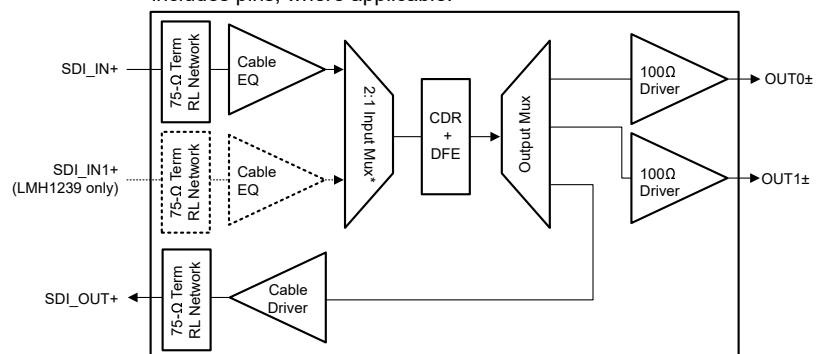 includes pins, where applicable.
SDI_IN+
75-Ω Term
RL Network
Cable
EQ
2:1 Input Mux*
CDR
+
DFE
Output Mux
100Ω
Driver
OUT0±
SDI_IN1+
(LMH1239 only)
75-Ω Term
RL Network
Cable
EQ
100Ω
Driver
OUT1±
SDI_OUT+
75-Ω Term
RL Network
Cable
Driver